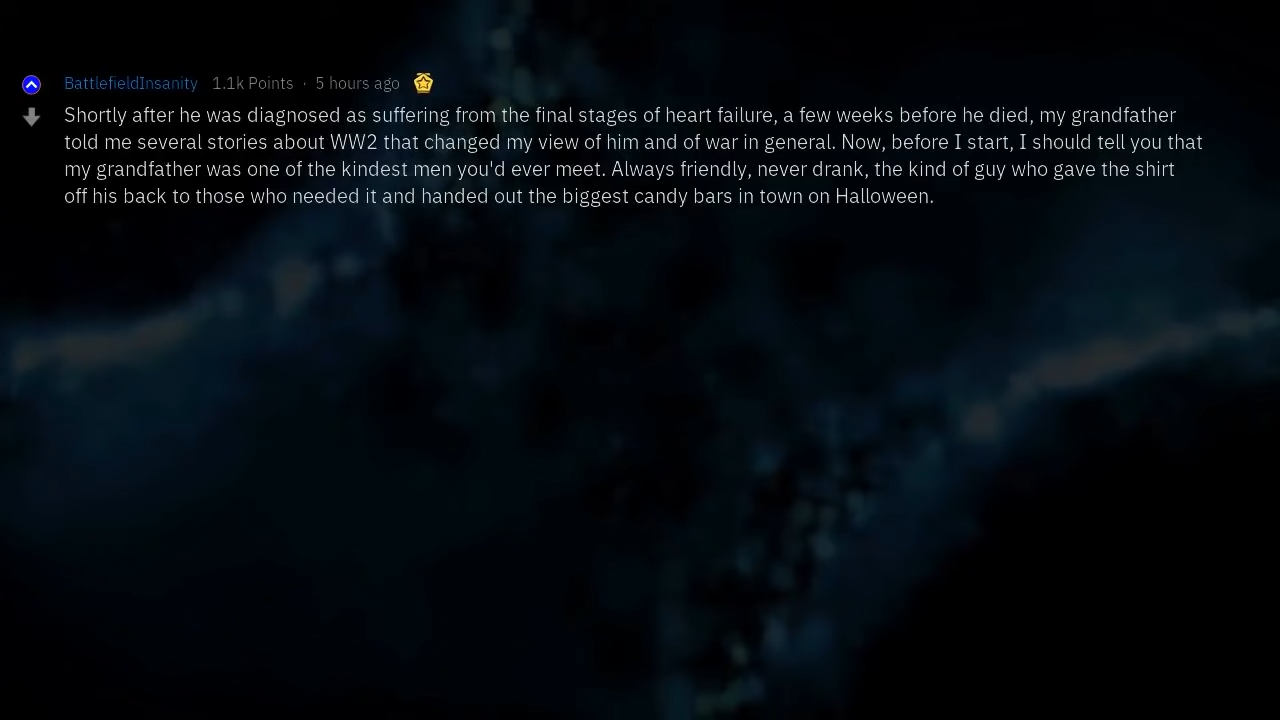 BattlefieldInsanity 1.1k Points · 5 hours ago
Shortly after he was diagnosed as suffering from the final stages of heart failure, a few weeks before he died, my grandfather
told me several stories about WW2 that changed my view of him and of war in general. Now, before I start, I should tell you that
my grandfather was one of the kindest men you'd ever meet. Always friendly, never drank, the kind of guy who gave the shirt
off his back to those who needed it and handed out the biggest candy bars in town on Halloween.